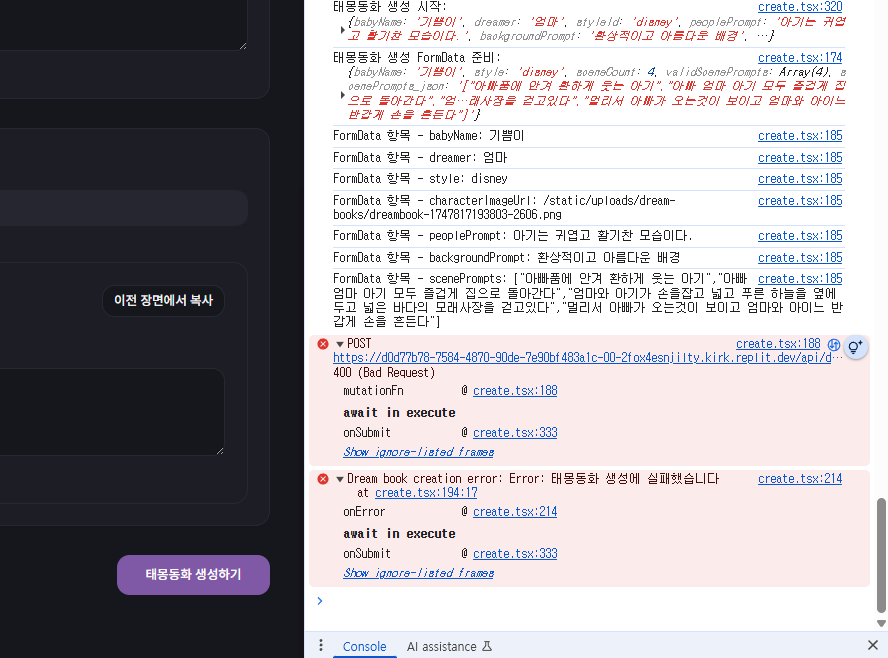 이전 장면에서 복사
태몽동화 생성하기
태몽동화 생성 시작: create.tsx:320
{babyName: '기쁨이', dreamer: '엄마', styleId: 'disney', peoplePrompt: '아기는 귀엽
고 활기찬 모습이다.', backgroundPrompt: '환상적이고 아름다운 배경', …}
태몽동화 생성 FormData 준비: create.tsx:174
{babyName: '기쁨이', style: 'disney', sceneCount: 4, validScenePrompts: Array(4), s
cenePrompts_json: '["아빠품에 안겨 환하게 웃는 아기","아빠 엄마 아기 모두 즐겁게 집
으로 돌아간다","엄…래사장을 걷고있다","멀리서 아빠가 오는것이 보이고 엄마와 아이느
반갑게 손을 흔든다"]'}
FormData 항목 - babyName: 기쁨이 create.tsx:185
FormData 항목 - dreamer: 엄마 create.tsx:185
FormData 항목 - style: disney create.tsx:185
FormData 항목 - characterImageUrl: /static/uploads/dream- create.tsx:185
books/dreambook-1747817193803-2606.png
FormData 항목 - peoplePrompt: 아기는 귀엽고 활기찬 모습이다. create.tsx:185
FormData 항목 - backgroundPrompt: 환상적이고 아름다운 배경 create.tsx:185
FormData 항목 - scenePrompts: ["아빠품에 안겨 환하게 웃는 아기","아빠 create.tsx:185
엄마 아기 모두 즐겁게 집으로 돌아간다","엄마와 아기가 손을잡고 넓고 푸른 하늘을 옆에
두고 넓은 바다의 모래사장을 걷고있다","멀리서 아빠가 오는것이 보이고 엄마와 아이느 반
갑게 손을 흔든다"]
POST create.tsx:188
https://d0d77b78-7584-4870-90de-7e90bf483a1c-00-2fox4esnjilty.kirk.replit.dev/api/d…
400 (Bad Request)
mutationFn @ create.tsx:188
await in execute
onSubmit @ create.tsx:333
Show ignore-listed frames
Dream book creation error: Error: 태몽동화 생성에 실패했습니다 create.tsx:214
at create.tsx:194:17
onError @ create.tsx:214
await in execute
onSubmit @ create.tsx:333
Show ignore-listed frames
Console AI assistance